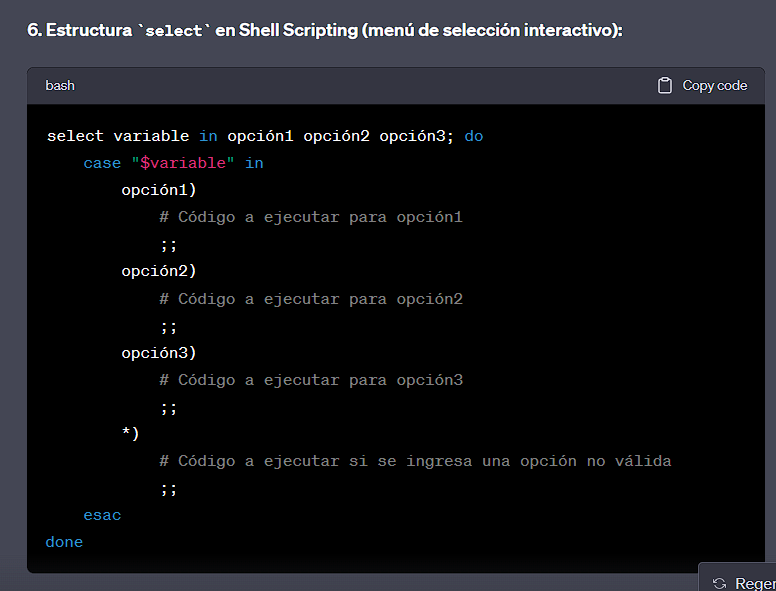 6. Estructura `select` en Shell Scripting (menú de selección interactivo):
bash
Copy code
select variable in opción1 opción2 opción3; do
    case "$variable" in
        opción1)
            # Código a ejecutar para opción1
            ;;
        opción2)
            # Código a ejecutar para opción2
            ;;
        opción3)
            # Código a ejecutar para opción3
            ;;
        *)
            # Código a ejecutar si se ingresa una opción no válida
            ;;
    esac
done